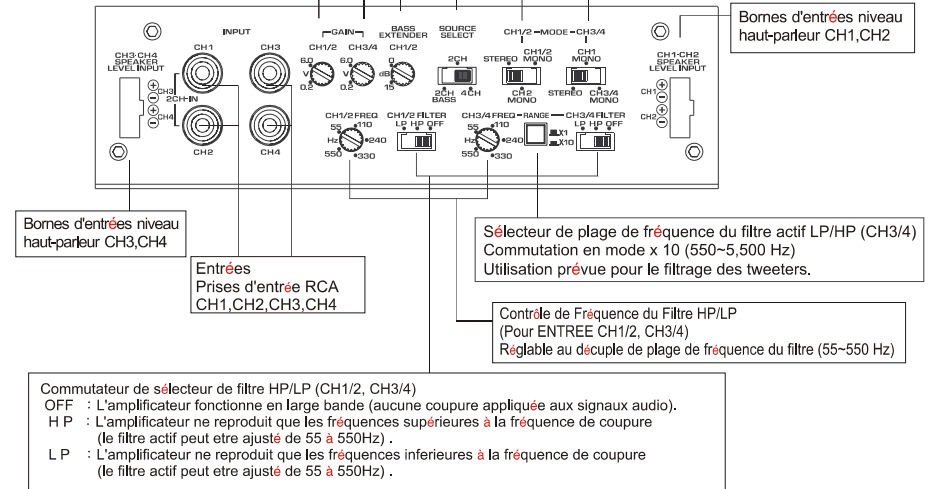 Bornes d'entrées niveau
haut-parleur CH1,CH2
INPUT
GAIN
BASS
EXTENDER
SOURCE
SELECT
CH1/2 MODE CH3/4
CH3·CH4
SPEAKER
LEVEL INPUT
CH1
CH3
CH1/2
CH3/4
CH1/2
2CH
STEREO
CH1/2
MONO
CH1
MONO
CH1·CH2
SPEAKER
LEVEL INPUT
6.0
V
0.2
6.0
V
0.2
0
dB
15
2CH
BASS
4CH
CH2
MONO
STEREO
CH3/4
MONO
CH3
2CH-IN
CH4
CH1
CH2
CH2
CH4
CH1/2 FREQ
55
110
Hz
240
550
330
CH1/2 FILTER
LP HP OFF
CH3/4 FREQ
55
110
Hz
240
550
330
RANGE
X1
X10
CH3/4 FILTER
LP HP OFF
Bornes d'entrées niveau
haut-parleur CH3,CH4
Entrées
Prises d'entrée RCA
CH1,CH2,CH3,CH4
Sélecteur de plage de fréquence du filtre actif LP/HP (CH3/4)
Commutation en mode x 10 (550~5,500 Hz)
Utilisation prévue pour le filtrage des tweeters.
Contrôle de Fréquence du Filtre HP/LP
(Pour ENTREE CH1/2, CH3/4)
Réglable au décuple de plage de fréquence du filtre (55~550 Hz)
Commutateur de sélecteur de filtre HP/LP (CH1/2, CH3/4)
OFF : L'amplificateur fonctionne en large bande (aucune coupure appliquée aux signaux audio).
H P : L'amplificateur ne reproduit que les fréquences supérieures à la fréquence de coupure
(le filtre actif peut etre ajusté de 55 à 550Hz) .
L P : L'amplificateur ne reproduit que les fréquences inferieures à la fréquence de coupure
(le filtre actif peut etre ajusté de 55 à 550Hz) .